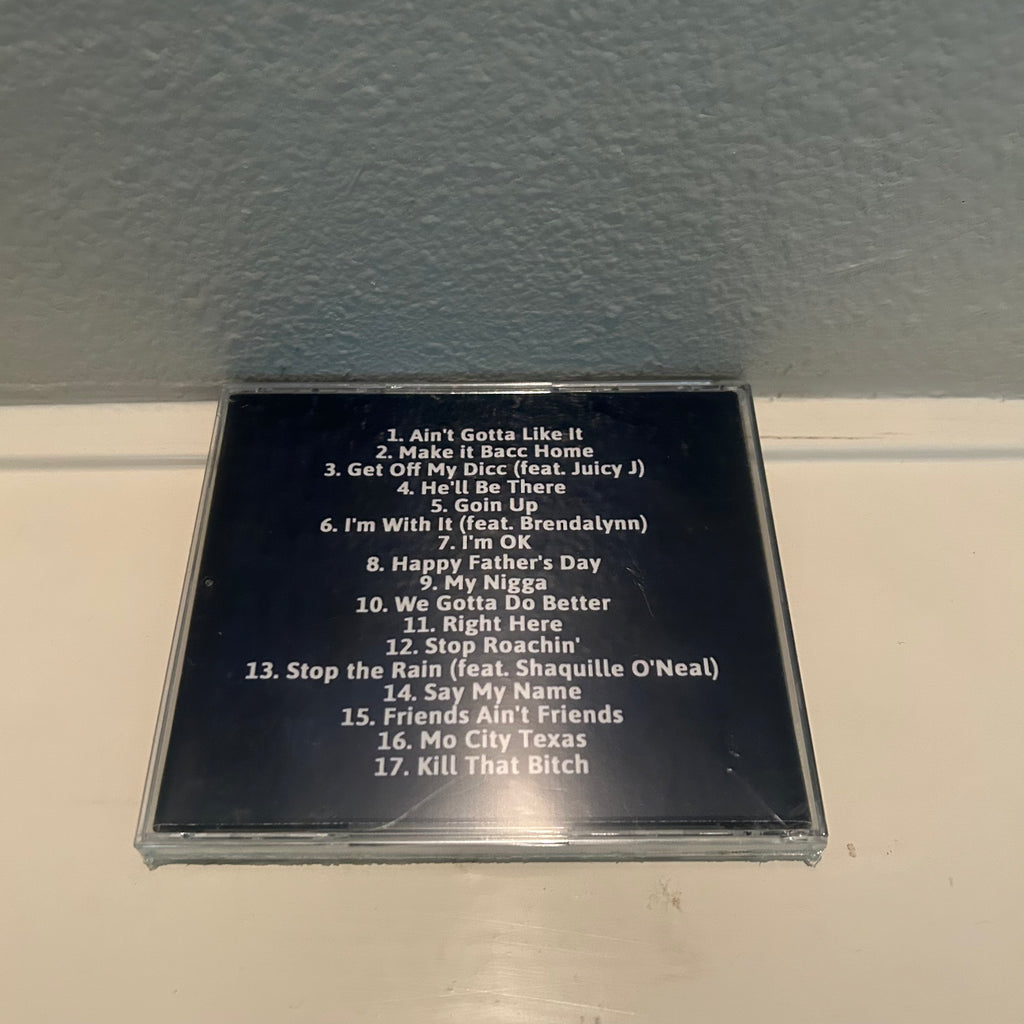 1. Ain't Gotta Like It
2. Make it Bacc Home
3. Get Off My Dicc (feat. Juicy J)
4. He'll Be There
5. Goin Up
6. I'm With It (feat. Brendalynn)
7. I'm OK
8. Happy Father's Day
9. My Nigga
10. We Gotta Do Better
11. Right Here
12. Stop Roachin'
13. Stop the Rain (feat. Shaquille O'Neal)
14. Say My Name
15. Friends Ain't Friends
16. Mo City Texas
17. Kill That Bitch